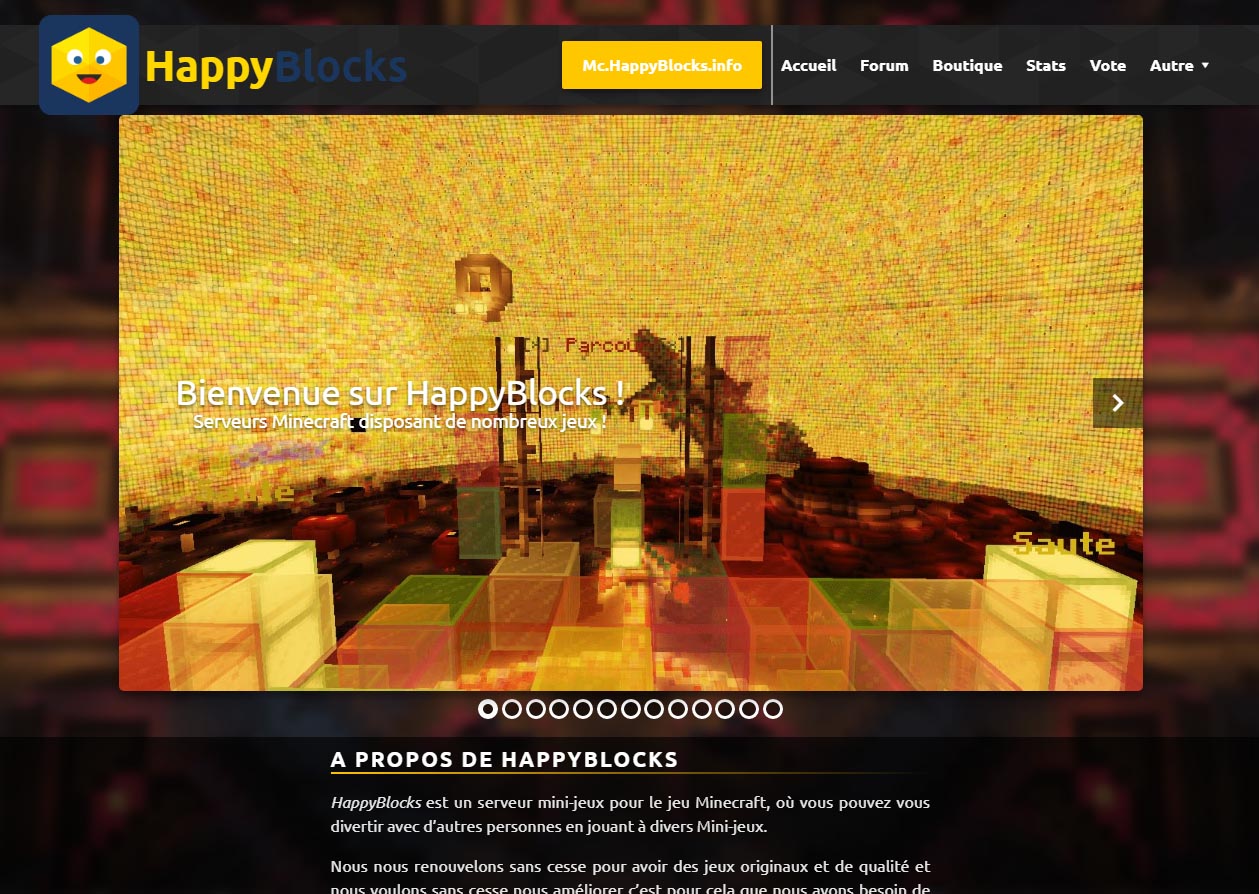 HappyBlocks
Mc.HappyBlocks.info
Accueil Forum Boutique Stats Vote Autre
Bienvenue sur HappyBlocks !
Serveurs Minecraft disposant de nombreux jeux !
Saute
A PROPOS DE HAPPYBLOCKS
HappyBlocks est un serveur mini-jeux pour le jeu Minecraft, où vous pouvez vous
divertir avec d’autres personnes en jouant à divers Mini-jeux.
Nous nous renouvelons sans cesse pour avoir des jeux originaux et de qualité et
nous voulons sans cesse nous améliorer c’est pour cela que nous avons besoin de